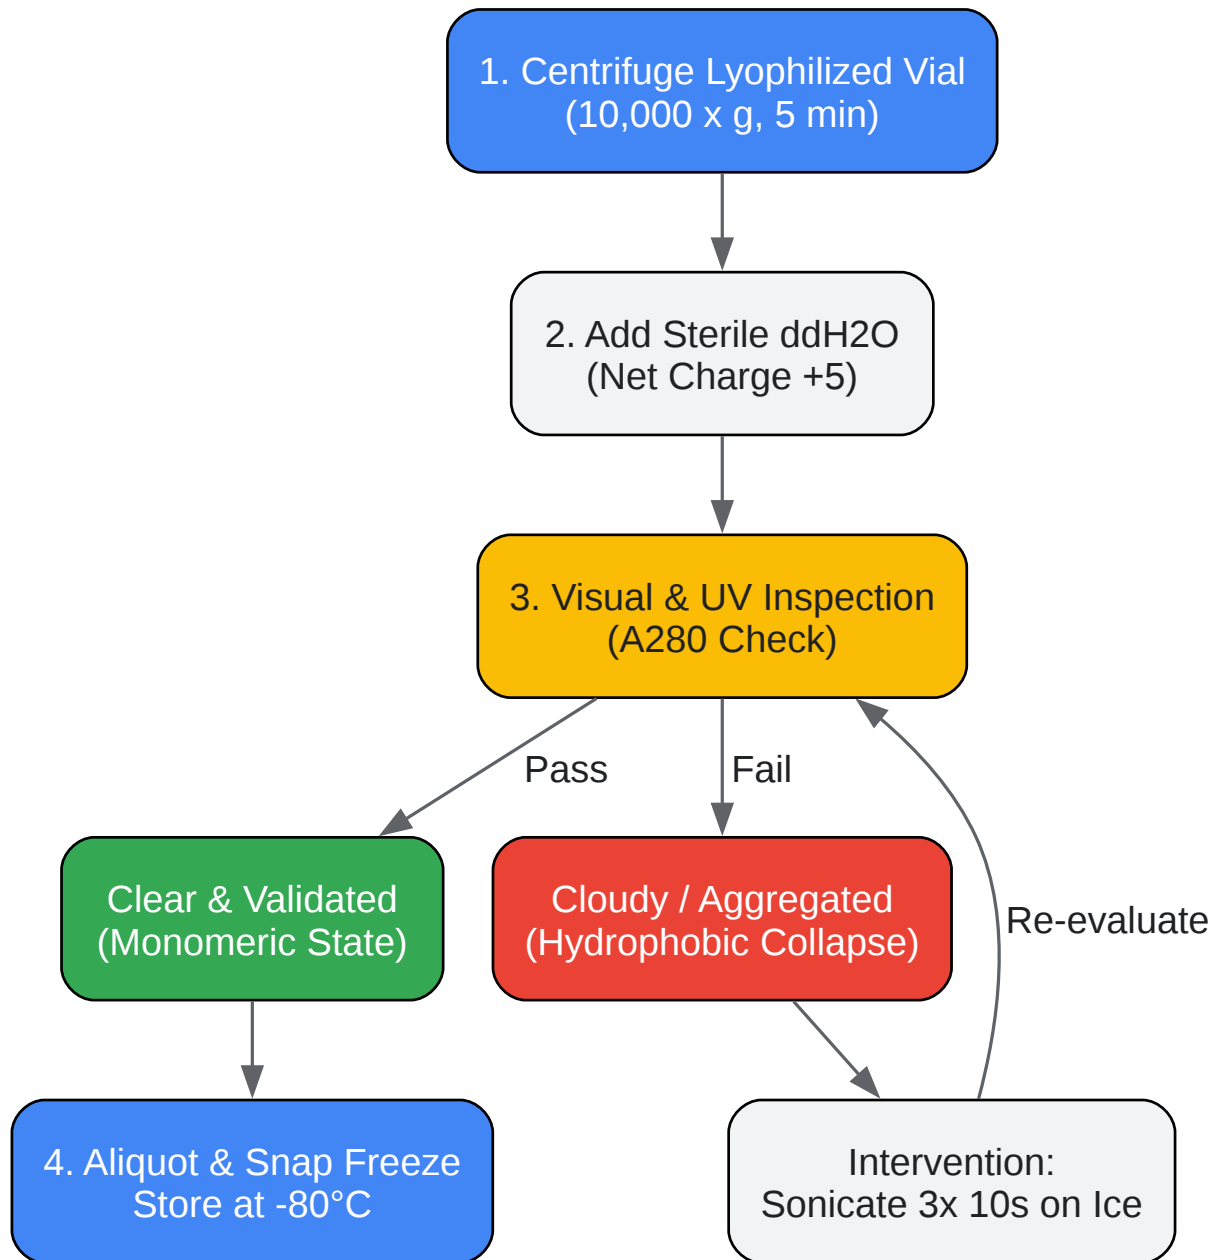 1. Centrifuge Lyophilized Vial
(10,000 x g, 5 min)
2. Add Sterile ddH2O
(Net Charge +5)
3. Visual & UV Inspection
(A280 Check)
Pass
Fail
Clear & Validated
(Monomeric State)
Cloudy / Aggregated
(Hydrophobic Collapse)
Re-evaluate
4. Aliquot & Snap Freeze
Store at -80°C
Intervention:
Sonicate 3x 10s on Ice